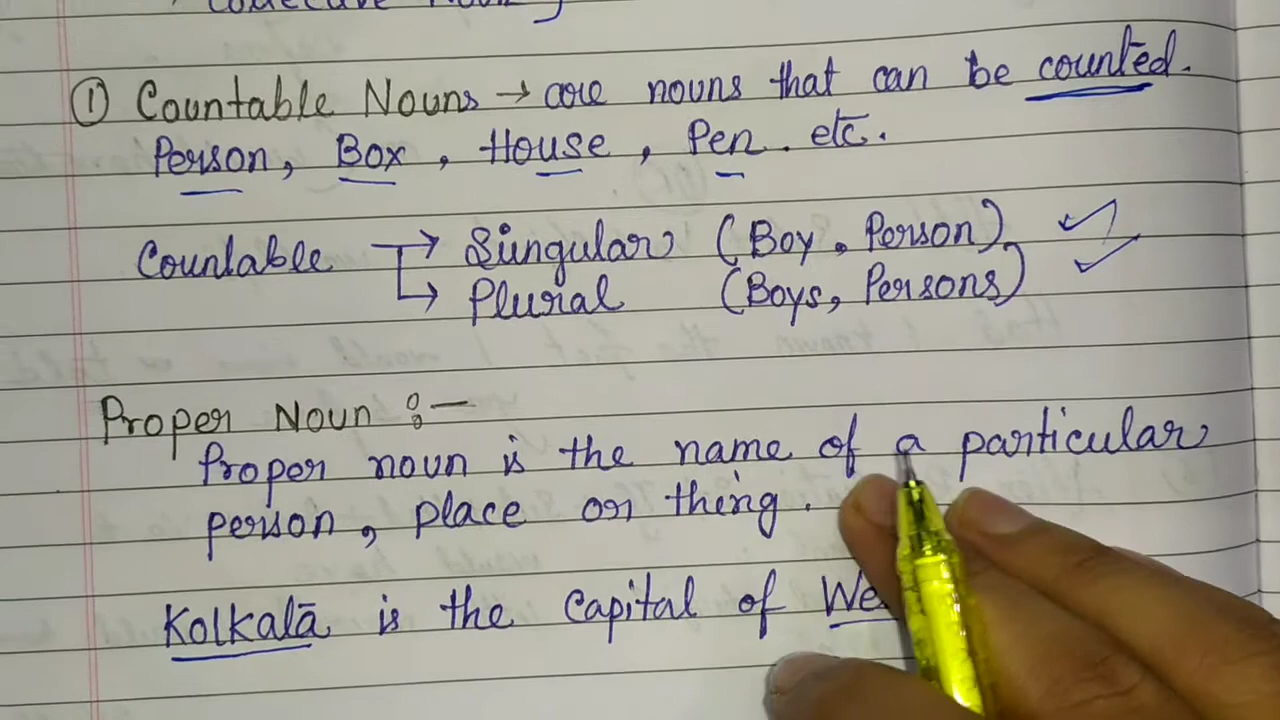 ① Countable Nouns → are nouns that can be counted.
Person, Box, House, Pen. etc.
Countable → Singular (Boy, Person)
→ Plural (Boys, Persons)
Proper Noun :—
Proper noun is the name of a particular
person, place or thing.
Kolkata is the capital of